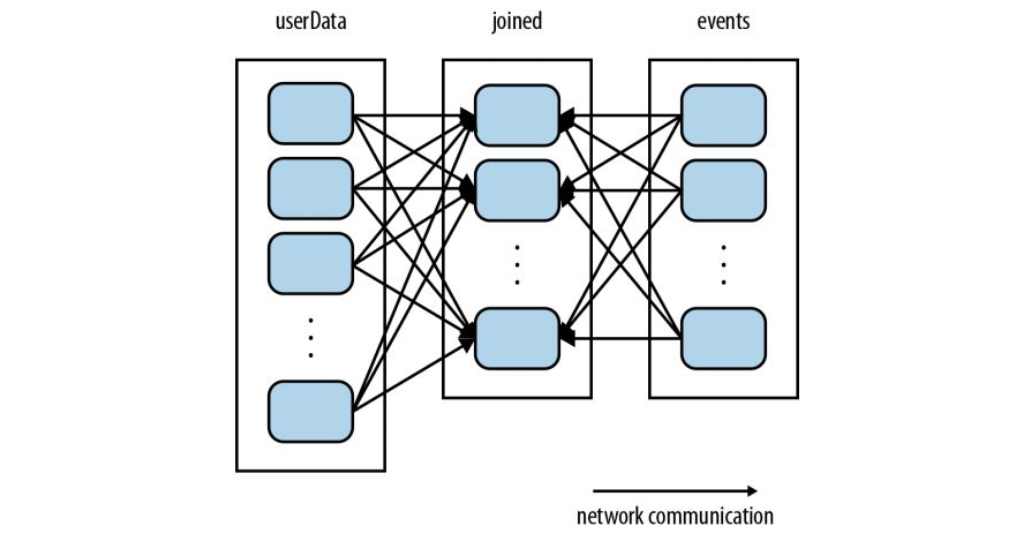 userData
joined
events
network communication